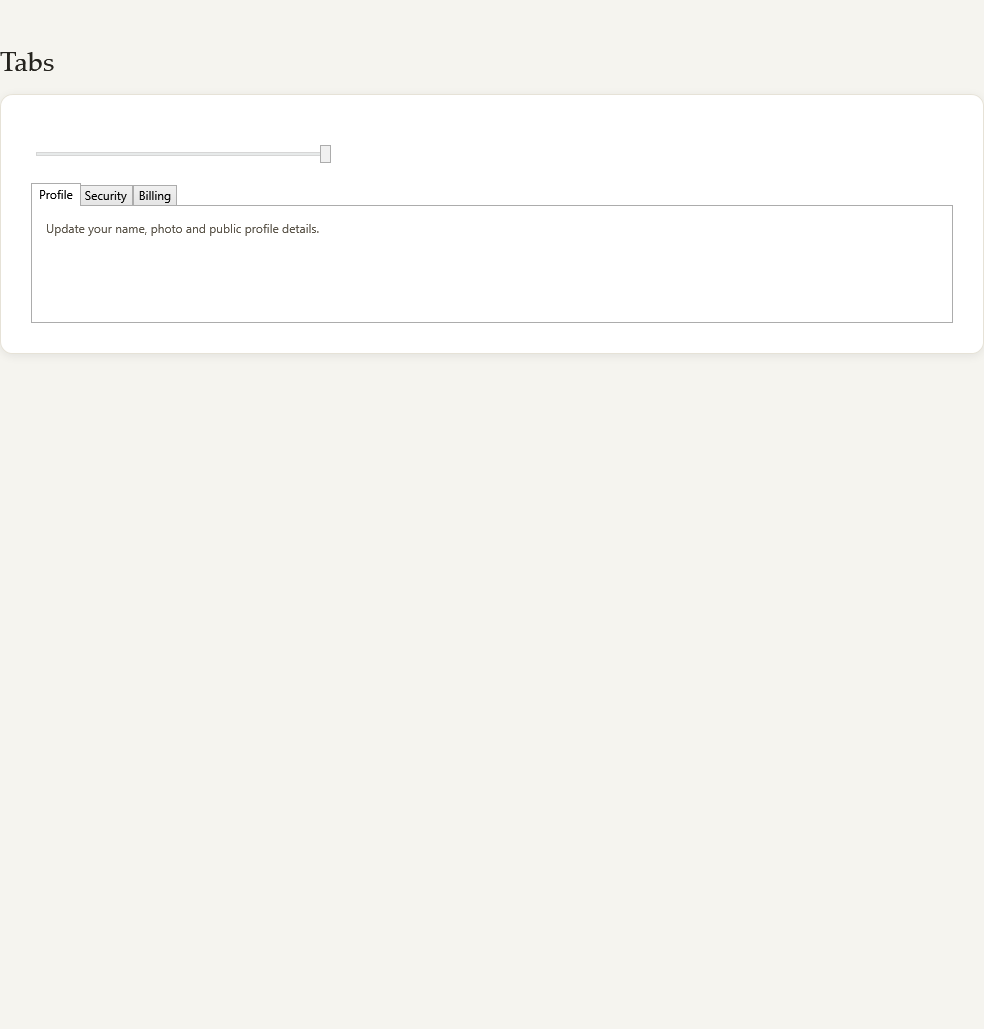 Tabs
Profile Security Billing
Update your name, photo and public profile details.